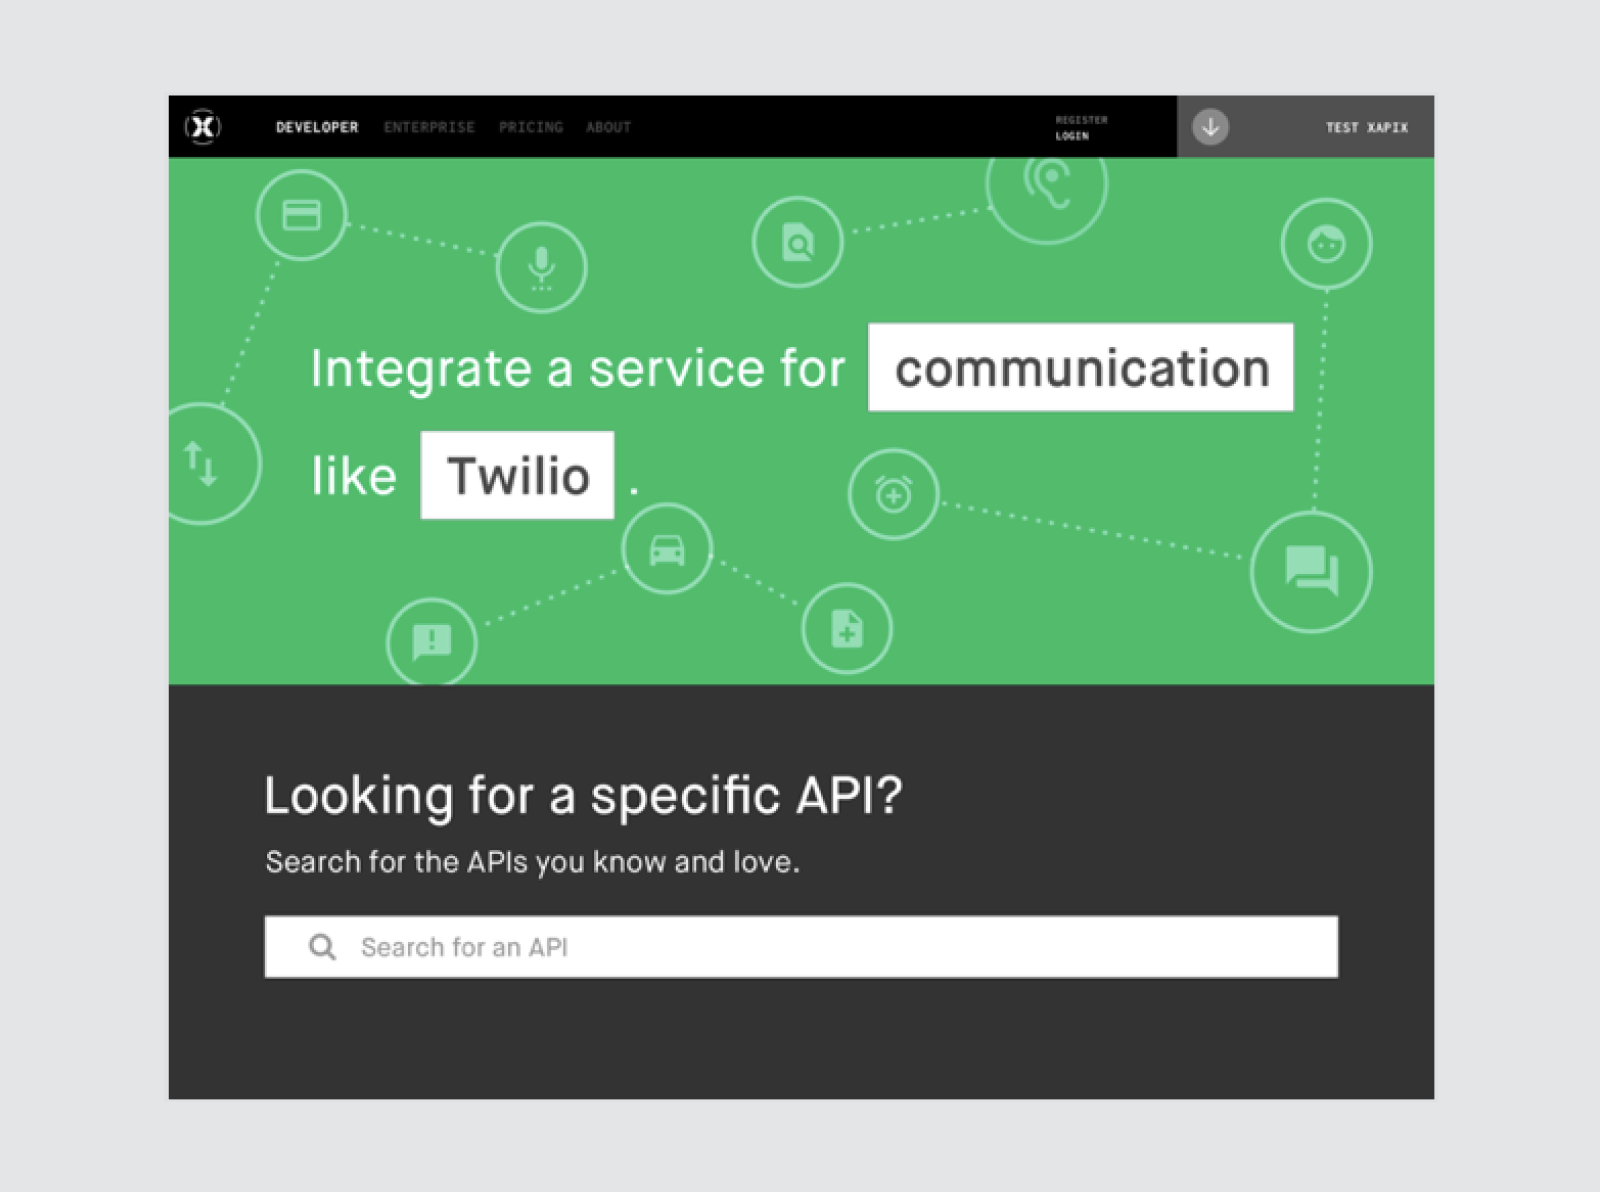 DEVELOPER ENTERPRISE PRICING ABOUT
REGISTER
LOGIN
TEST XAPIX
Integrate a service for communication
like Twilio .
Looking for a specific API?
Search for the APIs you know and love.
Search for an API